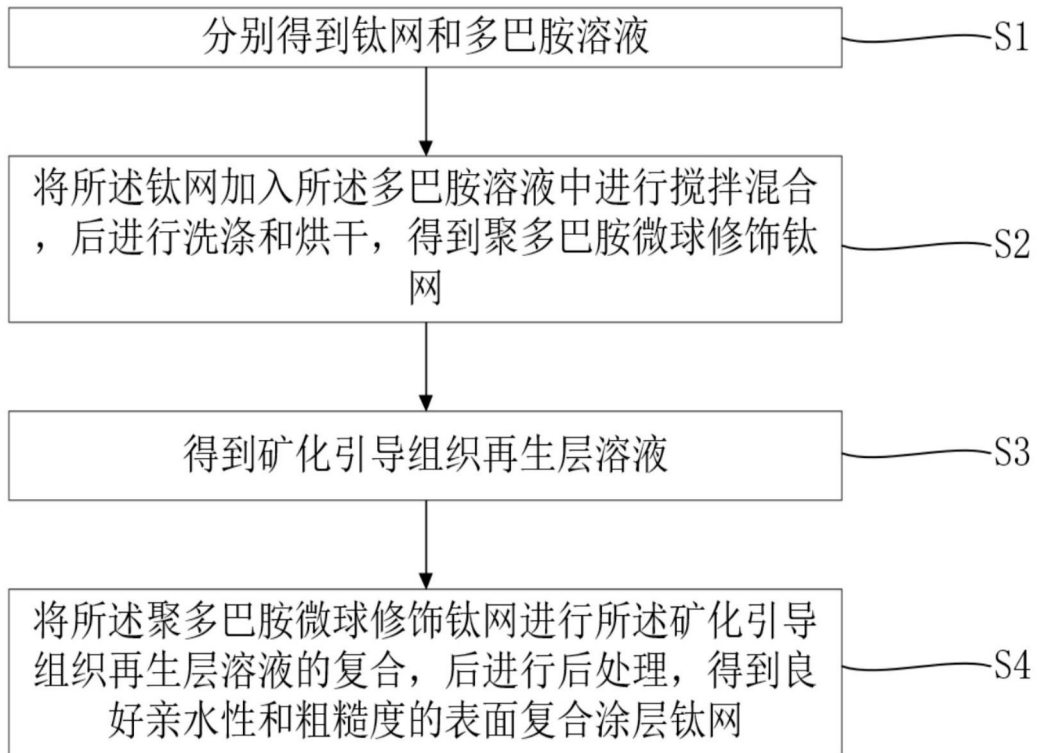 分别得到钛网和多巴胺溶液
S1
将所述钛网加入所述多巴胺溶液中进行搅拌混合
，后进行洗涤和烘干，得到聚多巴胺微球修饰钛
网
S2
得到矿化引导组织再生层溶液
S3
将所述聚多巴胺微球修饰钛网进行所述矿化引导
组织再生层溶液的复合，后进行后处理，得到良
好亲水性和粗糙度的表面复合涂层钛网
S4